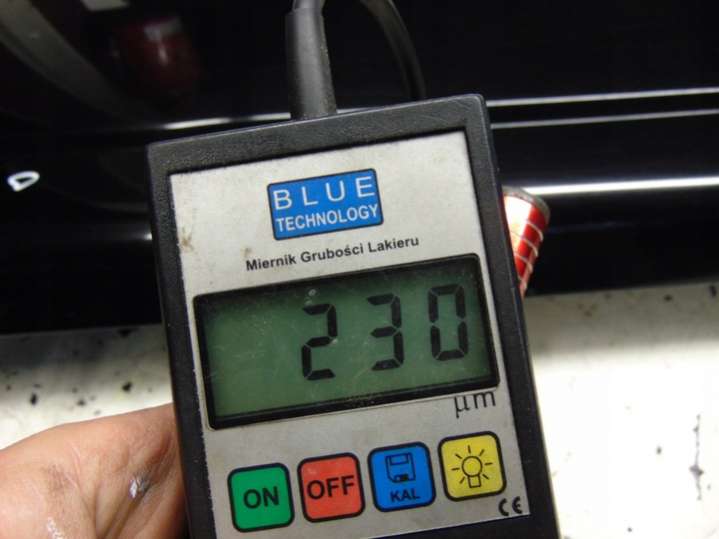 BLUE
TECHNOLOGY
Miernik Grubości Lakieru
230
μm
ON OFF KAL
CE